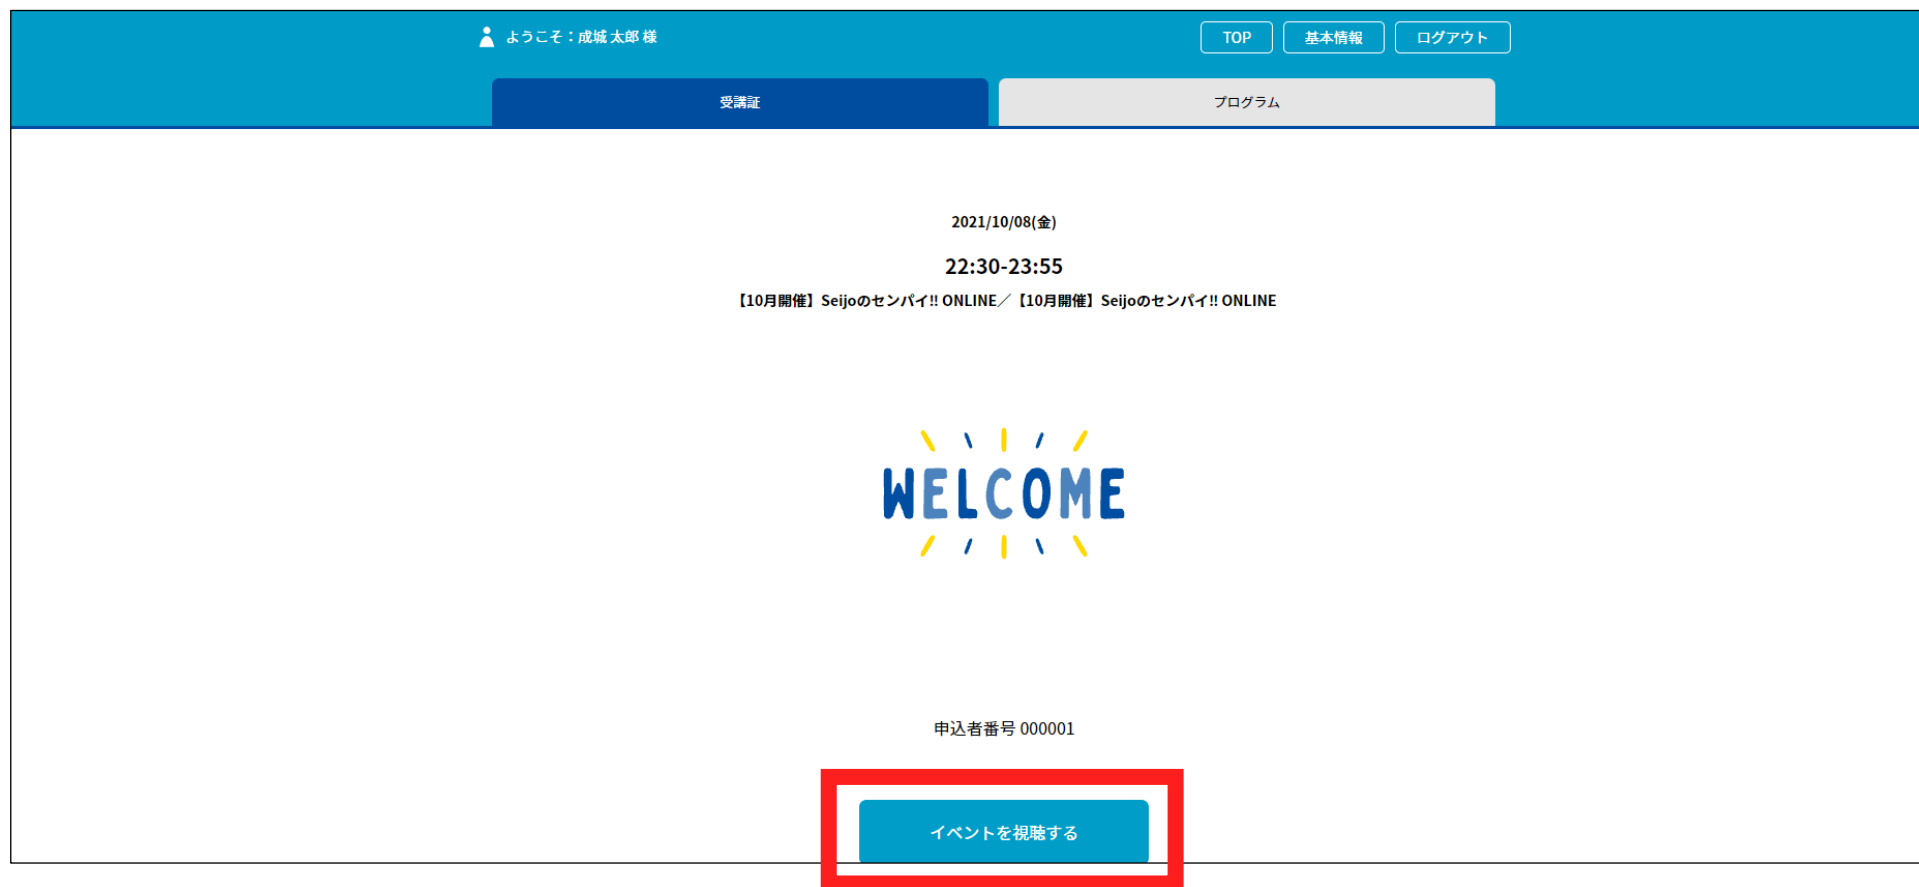 ようこそ：成城 太郎 様
TOP
基本情報
ログアウト
受講証
プログラム
2021/10/08(金)
22:30-23:55
【10月開催】Seijoのセンパイ!! ONLINE／【10月開催】Seijoのセンパイ!! ONLINE
WELCOME
申込者番号 000001
イベントを視聴する